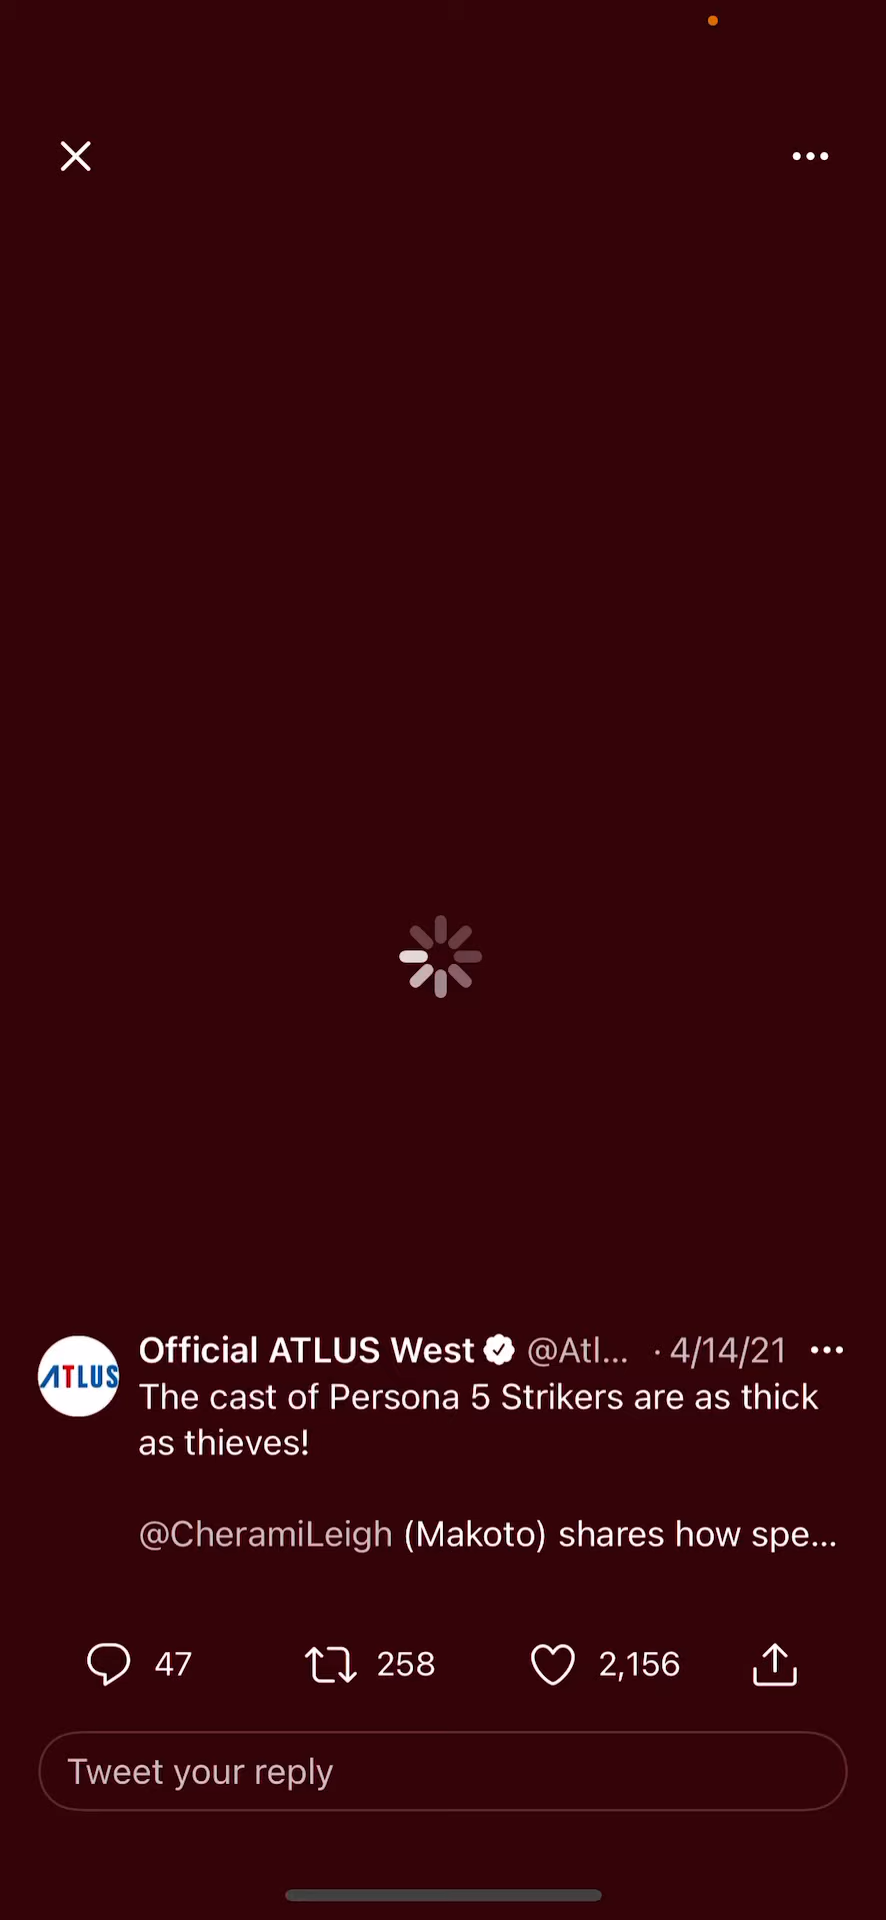 Official ATLUS West @Atl... · 4/14/21
ATLUS
The cast of Persona 5 Strikers are as thick
as thieves!
@CheramiLeigh (Makoto) shares how spe...
47 258 2,156
Tweet your reply